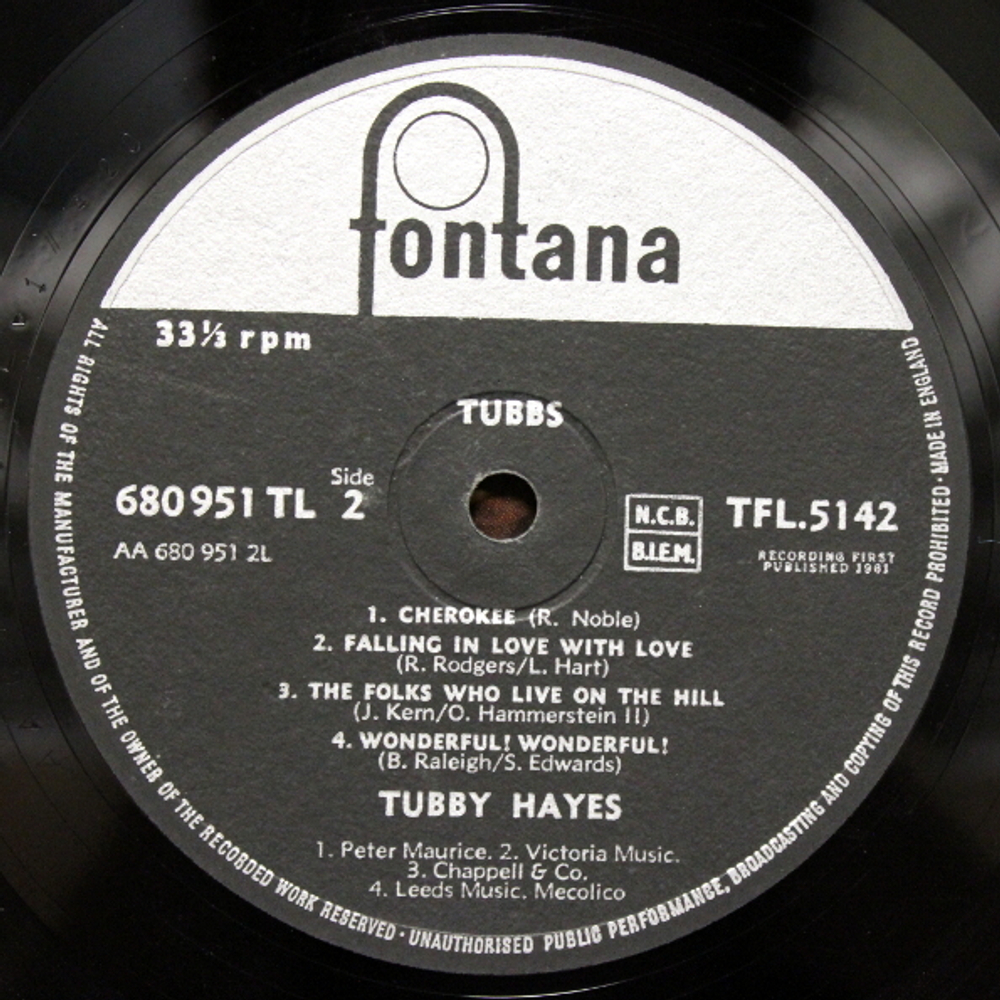 fontana
33⅓ rpm
TUBBS
680951 TL
Side
2
AA 680 951 2L
N.C.B.
B.I.E.M.
TFL.5142
RECORDING FIRST
PUBLISHED 1961
1. CHEROKEE (R. Noble)
2. FALLING IN LOVE WITH LOVE
(R. Rodgers/L. Hart)
3. THE FOLKS WHO LIVE ON THE HILL
(J. Kern/O. Hammerstein II)
4. WONDERFUL! WONDERFUL!
(B. Raleigh/S. Edwards)
TUBBY HAYES
1. Peter Maurice. 2. Victoria Music.
3. Chappell & Co.
4. Leeds Music. Mecolico
ALL RIGHTS OF THE MANUFACTURER AND OF THE OWNER OF THE RECORDED WORK RESERVED · UNAUTHORISED PUBLIC PERFORMANCE, BROADCASTING AND COPYING OF THIS RECORD PROHIBITED · MADE IN ENGLAND